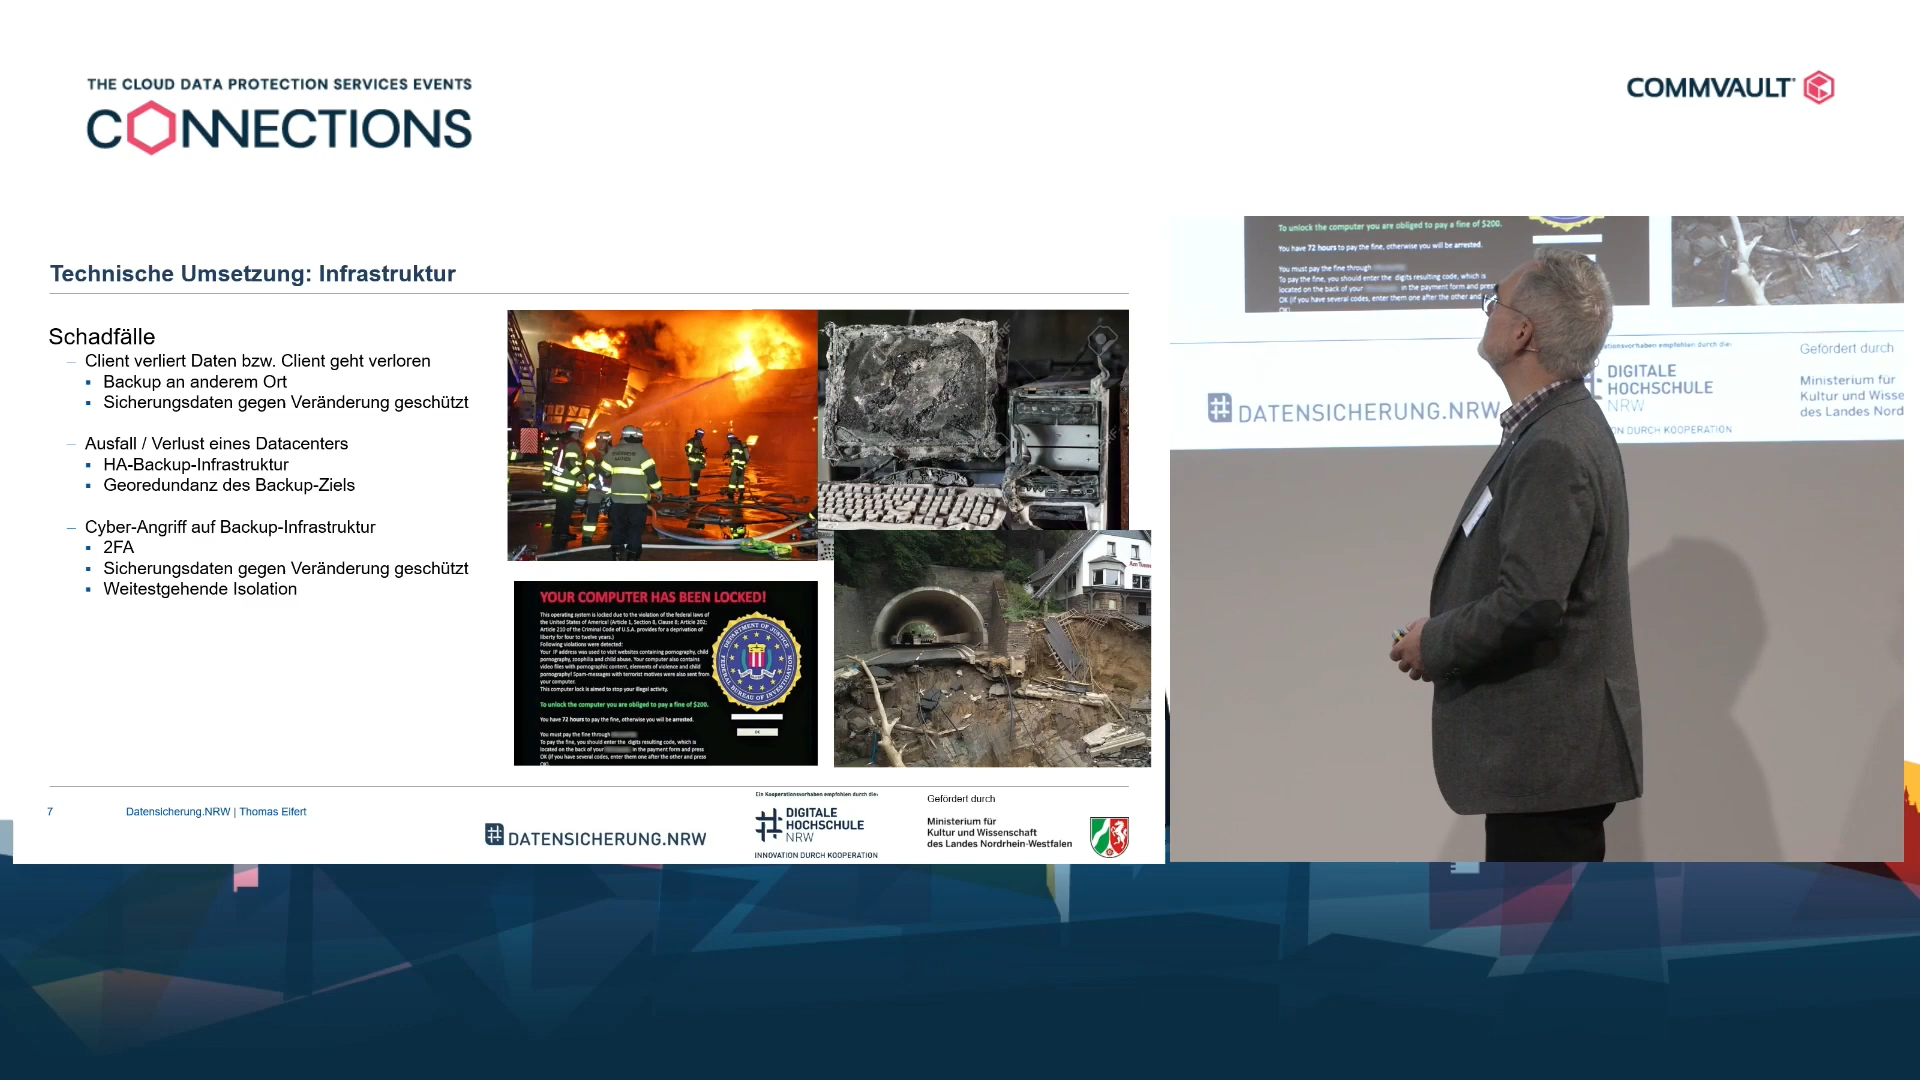 THE CLOUD DATA PROTECTION SERVICES EVENTS
CONNECTIONS
COMMVAULT
Technische Umsetzung: Infrastruktur
Schadfälle
– Client verliert Daten bzw. Client geht verloren
▪ Backup an anderem Ort
▪ Sicherungsdaten gegen Veränderung geschützt
– Ausfall / Verlust eines Datacenters
▪ HA-Backup-Infrastruktur
▪ Georedundanz des Backup-Ziels
– Cyber-Angriff auf Backup-Infrastruktur
▪ 2FA
▪ Sicherungsdaten gegen Veränderung geschützt
▪ Weitestgehende Isolation
YOUR COMPUTER HAS BEEN LOCKED!
This operating system is locked due to the violation of the federal laws of
the United States of America! (Article 1, Section 8, Clause 8; Article 202;
Article 210 of the Criminal Code of U.S.A. provides for a deprivation of
liberty for four to twelve years.)
Following violations were detected:
Your IP address was used to visit websites containing pornography, child
pornography, zoophilia and child abuse. Your computer also contains
video files with pornographic content, elements of violence and child
pornography! Spam-messages with terrorist motives were also sent from
your computer.
This computer lock is aimed to stop your illegal activity.
To unlock the computer you are obliged to pay a fine of $200.
You have 72 hours to pay the fine, otherwise you will be arrested.
You must pay the fine through
To pay the fine, you should enter the digits resulting code, which is
located on the back of your in the payment form and press
OK (if you have several codes, enter them one after the other and press
OK)
DEPARTMENT OF JUSTICE
FEDERAL BUREAU OF INVESTIGATION
OK
7
Datensicherung.NRW | Thomas Eifert
DATENSICHERUNG.NRW
Ein Kooperationsvorhaben empfohlen durch die:
DIGITALE
HOCHSCHULE
NRW
INNOVATION DURCH KOOPERATION
Gefördert durch
Ministerium für
Kultur und Wissenschaft
des Landes Nordrhein-Westfalen
To unlock the computer you are obliged to pay a fine of $200.
You have 72 hours to pay the fine, otherwise you will be arrested.
You must pay the fine through
To pay the fine, you should enter the digits resulting code, which is
located on the back of your in the payment form and press
OK (if you have several codes, enter them one after the other and
OK)
DATENSICHERUNG.NRW
ationsvorhaben empfohlen durch die:
DIGITALE
HOCHSCHULE
NRW
ON DURCH KOOPERATION
Gefördert durch
Ministerium für
Kultur und Wisse
des Landes Nord